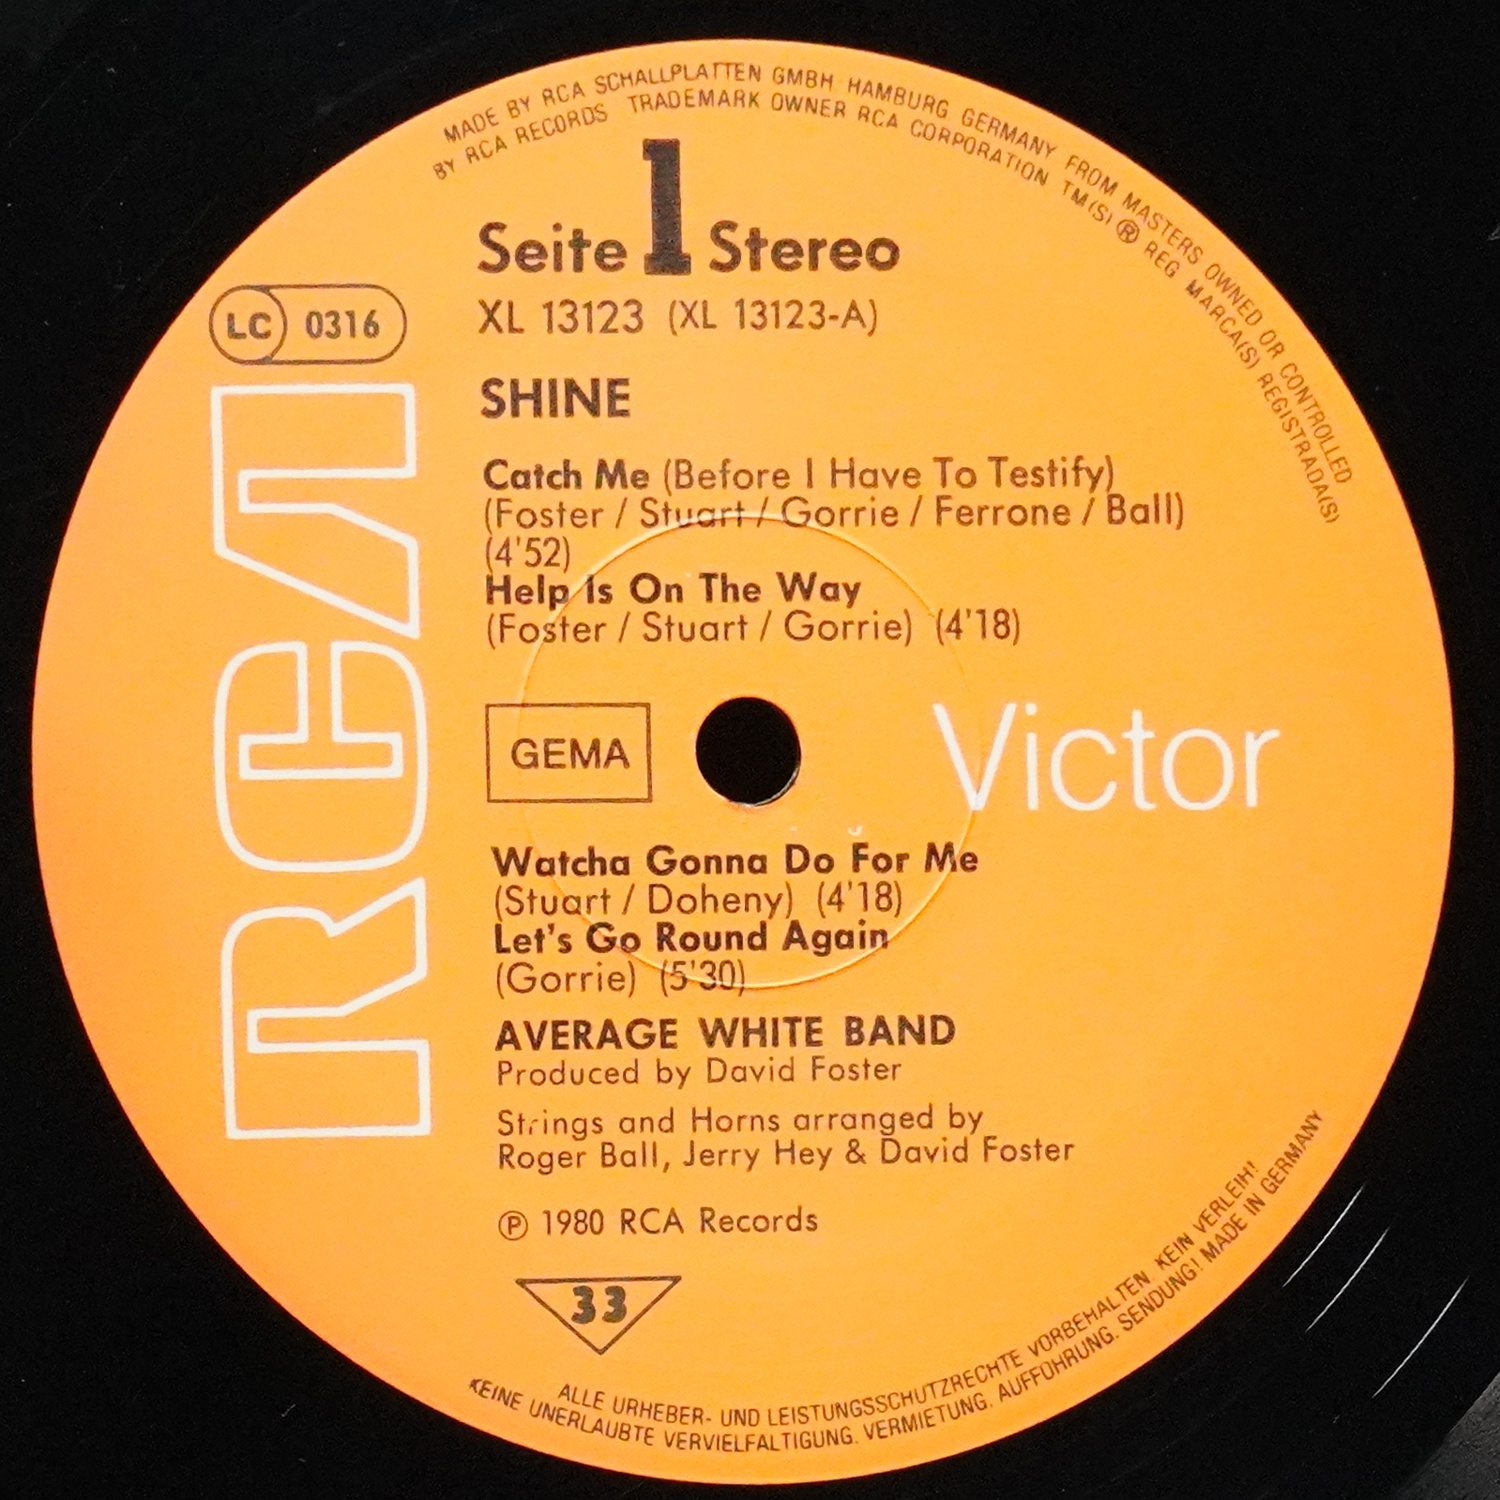 MADE BY RCA SCHALLPLATTEN GMBH HAMBURG GERMANY FROM MASTERS OWNED OR CONTROLLED
BY RCA RECORDS TRADEMARK OWNER RCA CORPORATION TM(S) ® REG MARCA(S) REGISTRADA(S)
Seite 1 Stereo
XL 13123 (XL 13123-A)
LC 0316
RCA
SHINE
Catch Me (Before I Have To Testify)
(Foster / Stuart / Gorrie / Ferrone / Ball)
(4'52)
Help Is On The Way
(Foster / Stuart / Gorrie) (4'18)
GEMA
Victor
Watcha Gonna Do For Me
(Stuart / Doheny) (4'18)
Let's Go Round Again
(Gorrie) (5'30)
AVERAGE WHITE BAND
Produced by David Foster
Strings and Horns arranged by
Roger Ball, Jerry Hey & David Foster
℗ 1980 RCA Records
33
ALLE URHEBER- UND LEISTUNGSSCHUTZRECHTE VORBEHALTEN. KEIN VERLEIH!
KEINE UNERLAUBTE VERVIELFALTIGUNG. VERMIETUNG. AUFFÜHRUNG. SENDUNG! MADE IN GERMANY